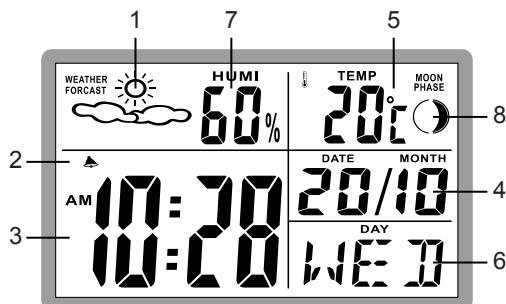 1 7 5
WEATHER FORCAST HUMI TEMP MOON PHASE
60% 20°C 8
2 DATE MONTH
AM 10:28 20/10 4
3 DAY
WED 6